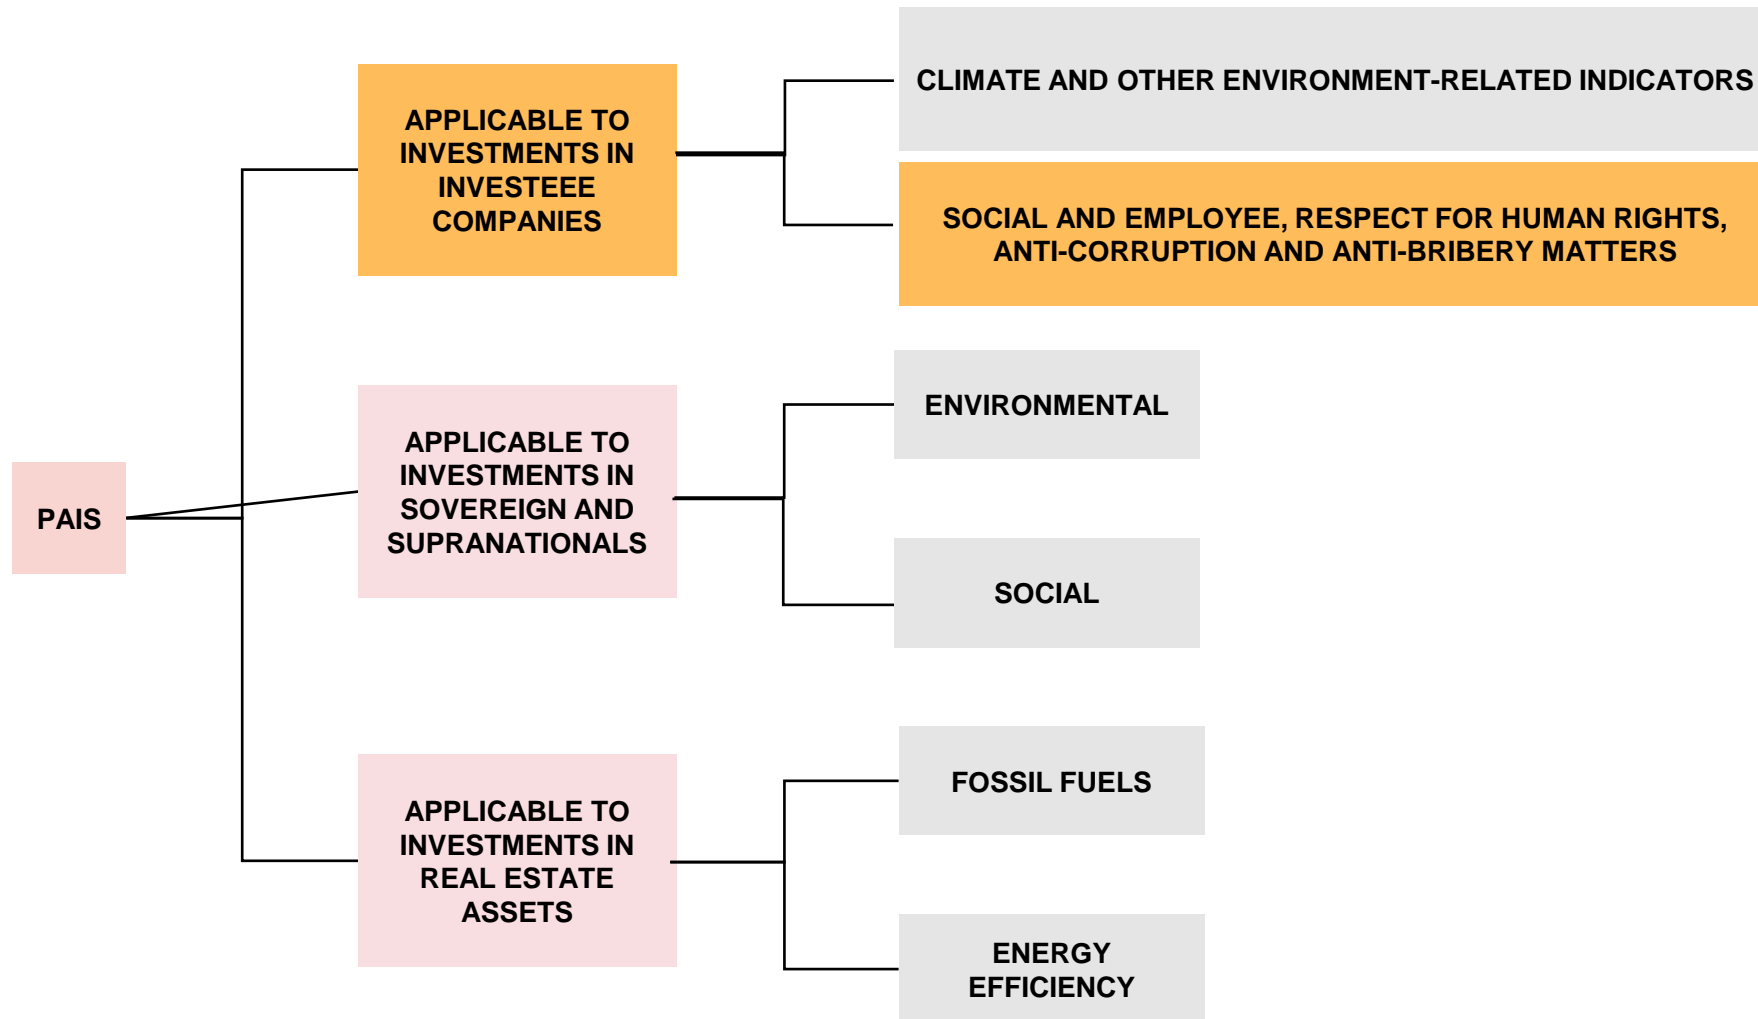 PAIS
APPLICABLE TO
INVESTMENTS IN
INVESTEEE
COMPANIES
CLIMATE AND OTHER ENVIRONMENT-RELATED INDICATORS
SOCIAL AND EMPLOYEE, RESPECT FOR HUMAN RIGHTS,
ANTI-CORRUPTION AND ANTI-BRIBERY MATTERS
APPLICABLE TO
INVESTMENTS IN
SOVEREIGN AND
SUPRANATIONALS
ENVIRONMENTAL
SOCIAL
APPLICABLE TO
INVESTMENTS IN
REAL ESTATE
ASSETS
FOSSIL FUELS
ENERGY
EFFICIENCY